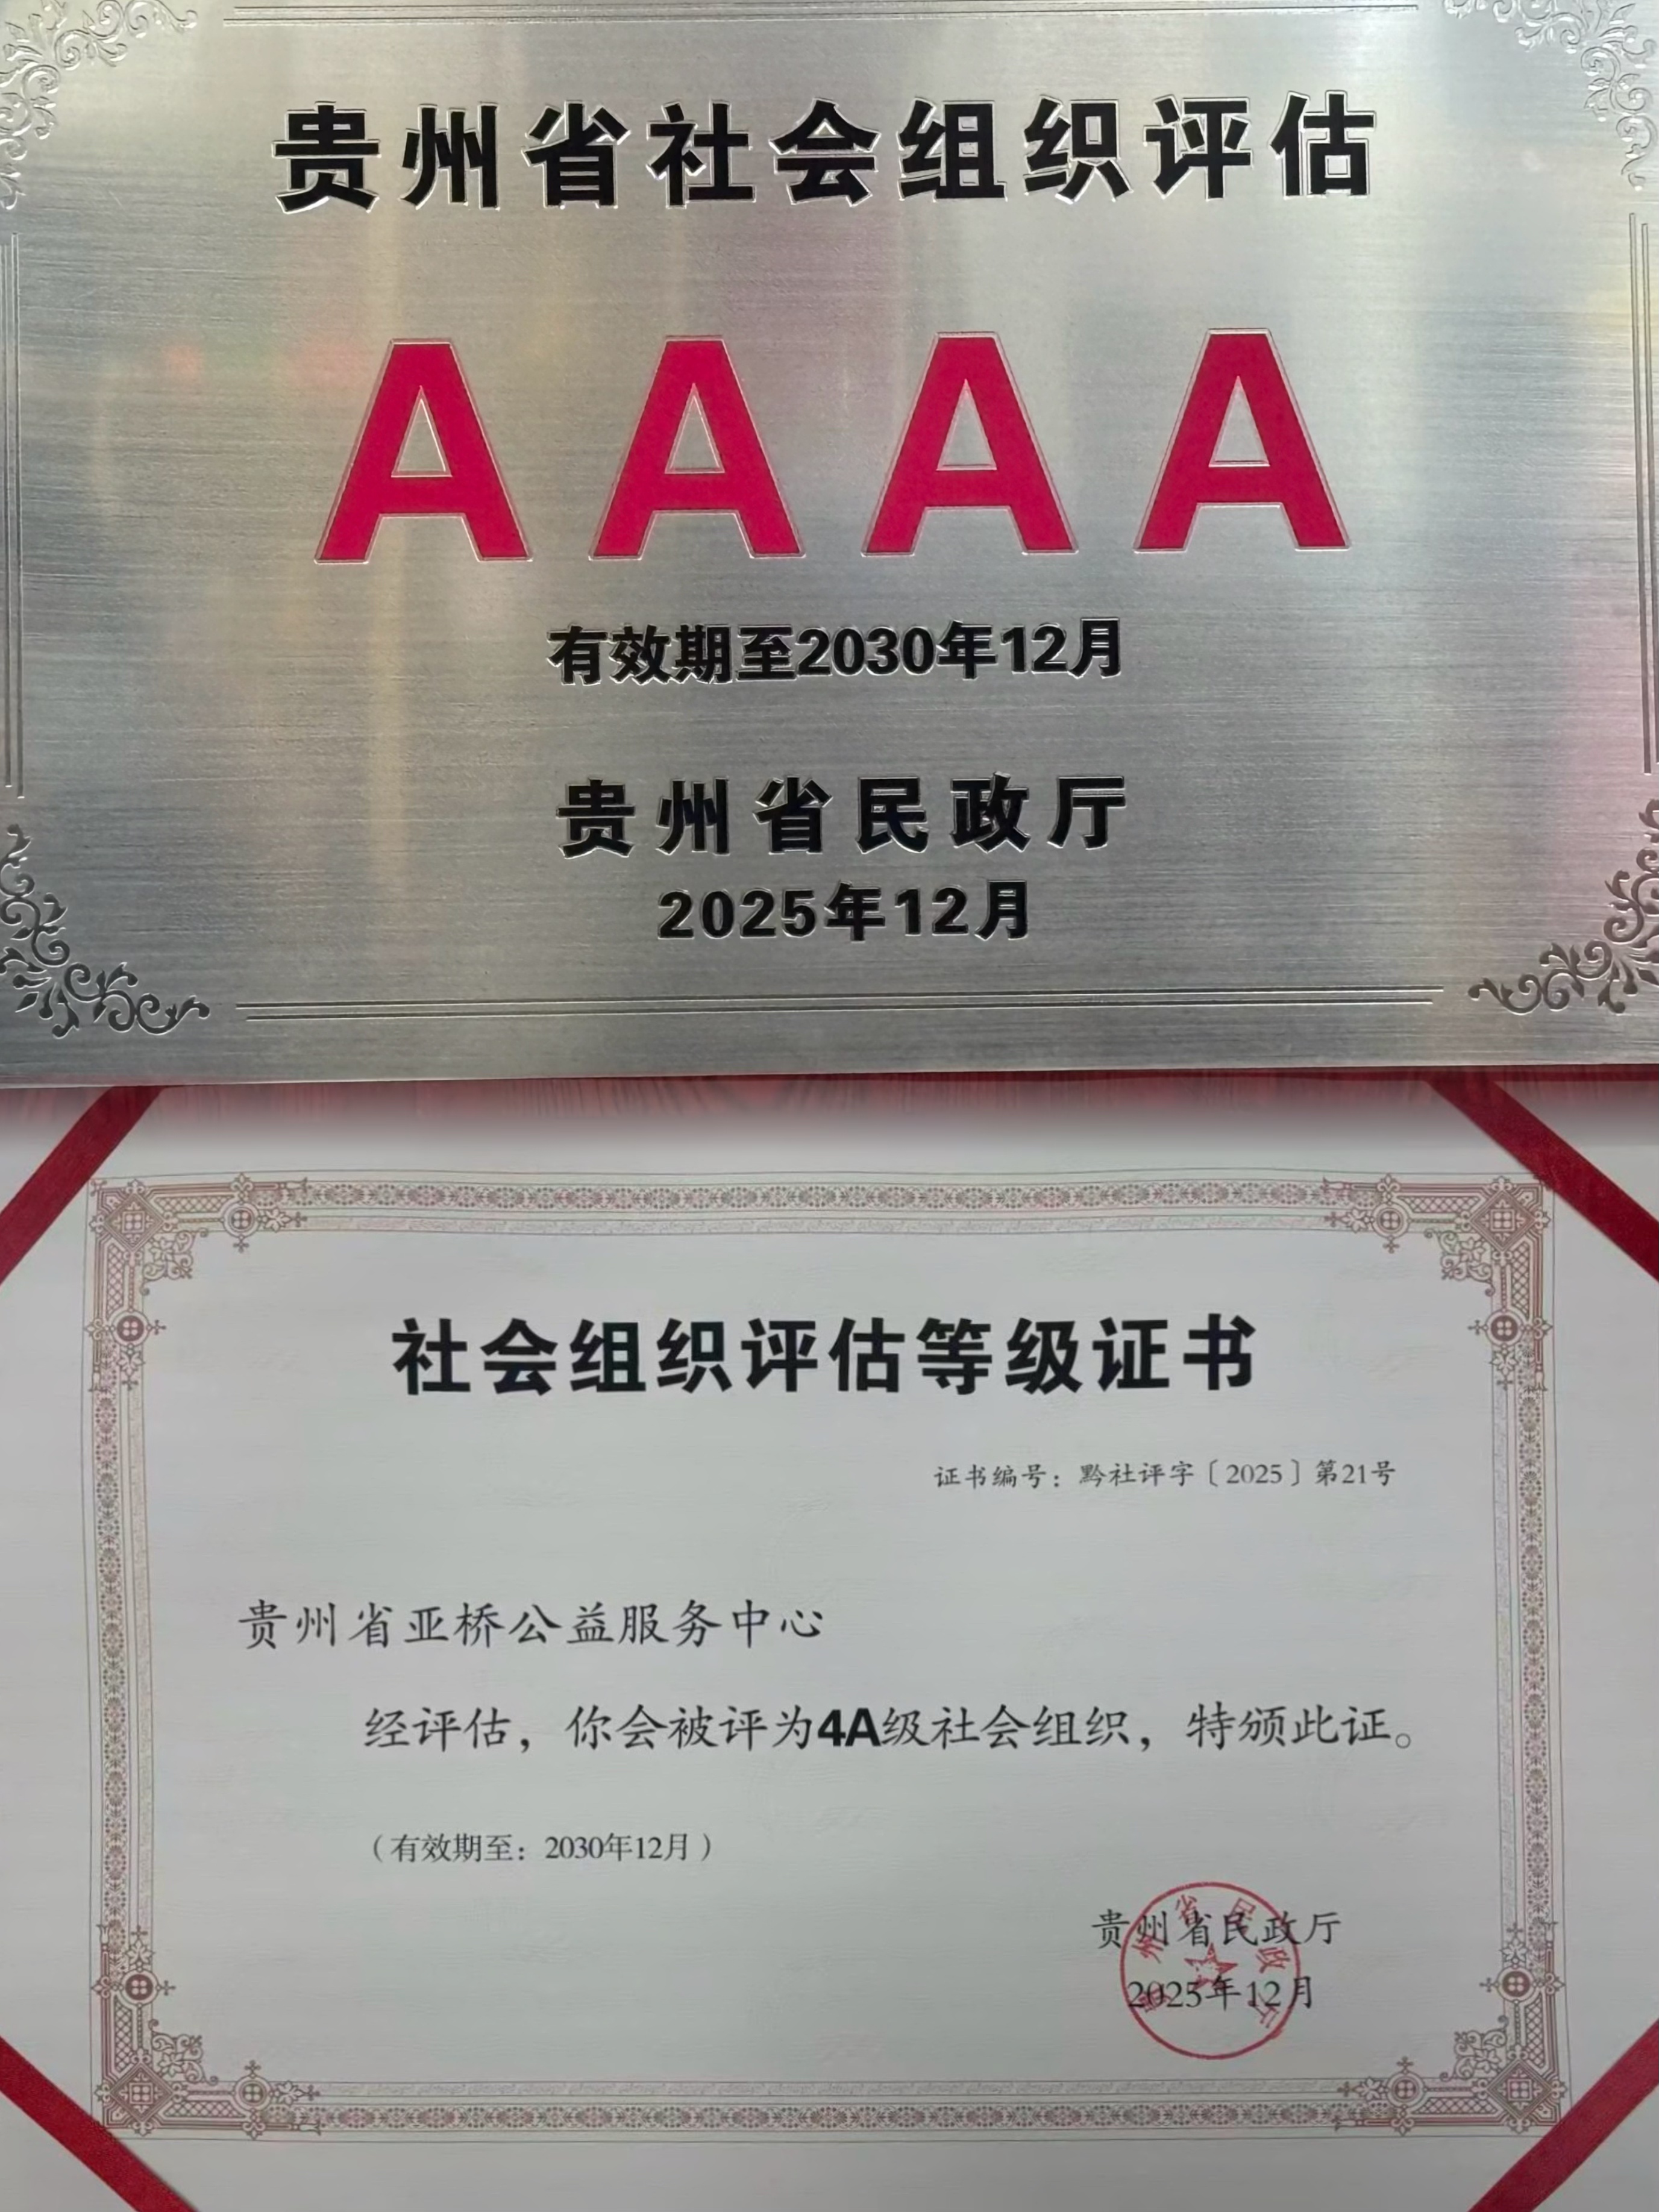 贵州省社会组织评估
AAAA
有效期至2030年12月
贵州省民政厅
2025年12月
社会组织评估等级证书
证书编号：黔社评字〔2025〕第21号
贵州省亚桥公益服务中心
经评估，你会被评为4A级社会组织，特颁此证。
（有效期至：2030年12月）
贵州省民政厅
2025年12月
贵州省民政厅